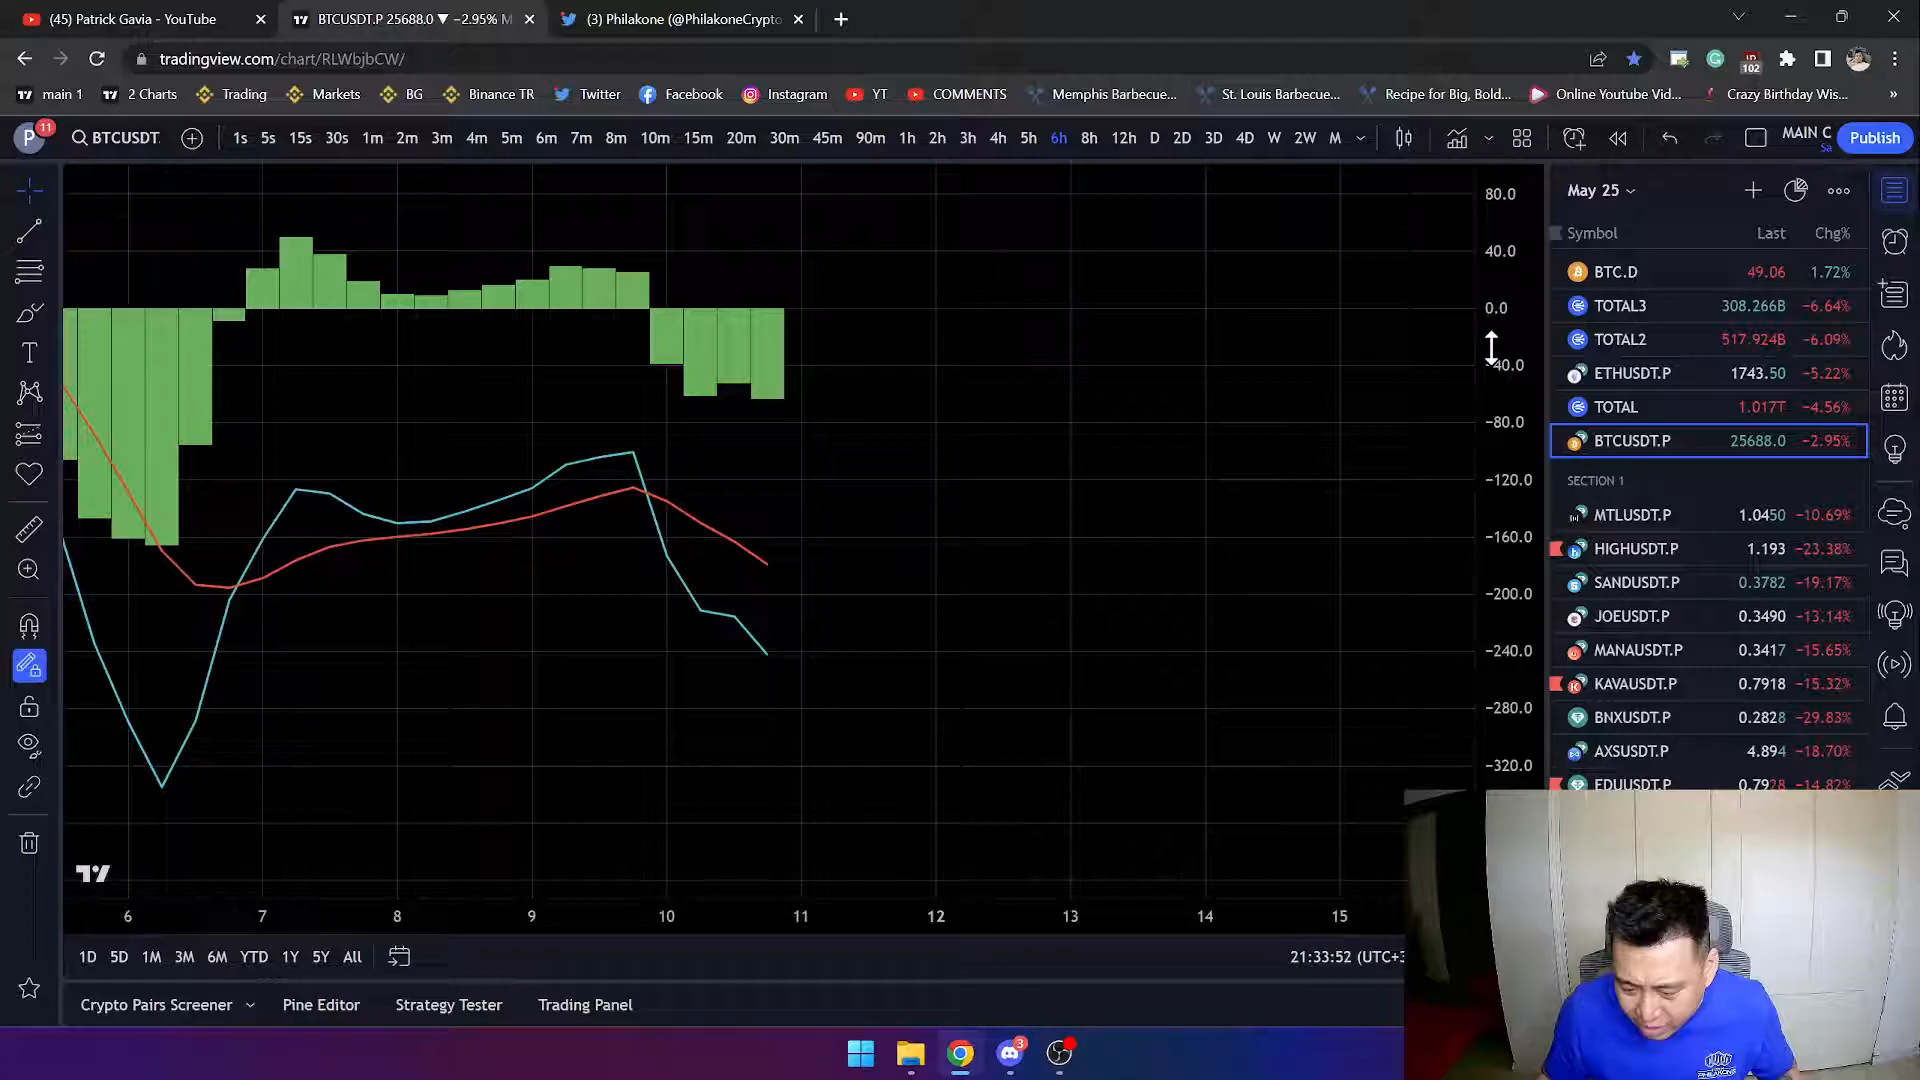 (45) Patrick Gavia - YouTube
BTCUSDT.P 25688.0 ▼ −2.95% M
(3) Philakone (@PhilakoneCrypto
tradingview.com/chart/RLWbjbCW/
102
main 1
2 Charts
Trading
Markets
BG
Binance TR
Twitter
Facebook
Instagram
YT
COMMENTS
Memphis Barbecue...
St. Louis Barbecue...
Recipe for Big, Bold...
Online Youtube Vid...
Crazy Birthday Wis...
»
P 11
BTCUSDT.
1s 5s 15s 30s 1m 2m 3m 4m 5m 6m 7m 8m 10m 15m 20m 30m 45m 90m 1h 2h 3h 4h 5h 6h 8h 12h D 2D 3D 4D W 2W M
MAIN C
Sa
Publish
May 25
Symbol Last Chg%
BTC.D 49.06 1.72%
TOTAL3 308.266B −6.64%
TOTAL2 517.924B −6.09%
ETHUSDT.P 1743.50 −5.22%
TOTAL 1.017T −4.56%
BTCUSDT.P 25688.0 −2.95%
SECTION 1
MTLUSDT.P 1.0450 −10.69%
HIGHUSDT.P 1.193 −23.38%
SANDUSDT.P 0.3782 −19.17%
JOEUSDT.P 0.3490 −13.14%
MANAUSDT.P 0.3417 −15.65%
KAVAUSDT.P 0.7918 −15.32%
BNXUSDT.P 0.2828 −29.83%
AXSUSDT.P 4.894 −18.70%
EDUUSDT.P 0.7928 −14.82%
80.0
40.0
0.0
−40.0
−80.0
−120.0
−160.0
−200.0
−240.0
−280.0
−320.0
6 7 8 9 10 11 12 13 14 15
1D 5D 1M 3M 6M YTD 1Y 5Y All
21:33:52 (UTC+3
Crypto Pairs Screener
Pine Editor
Strategy Tester
Trading Panel
3